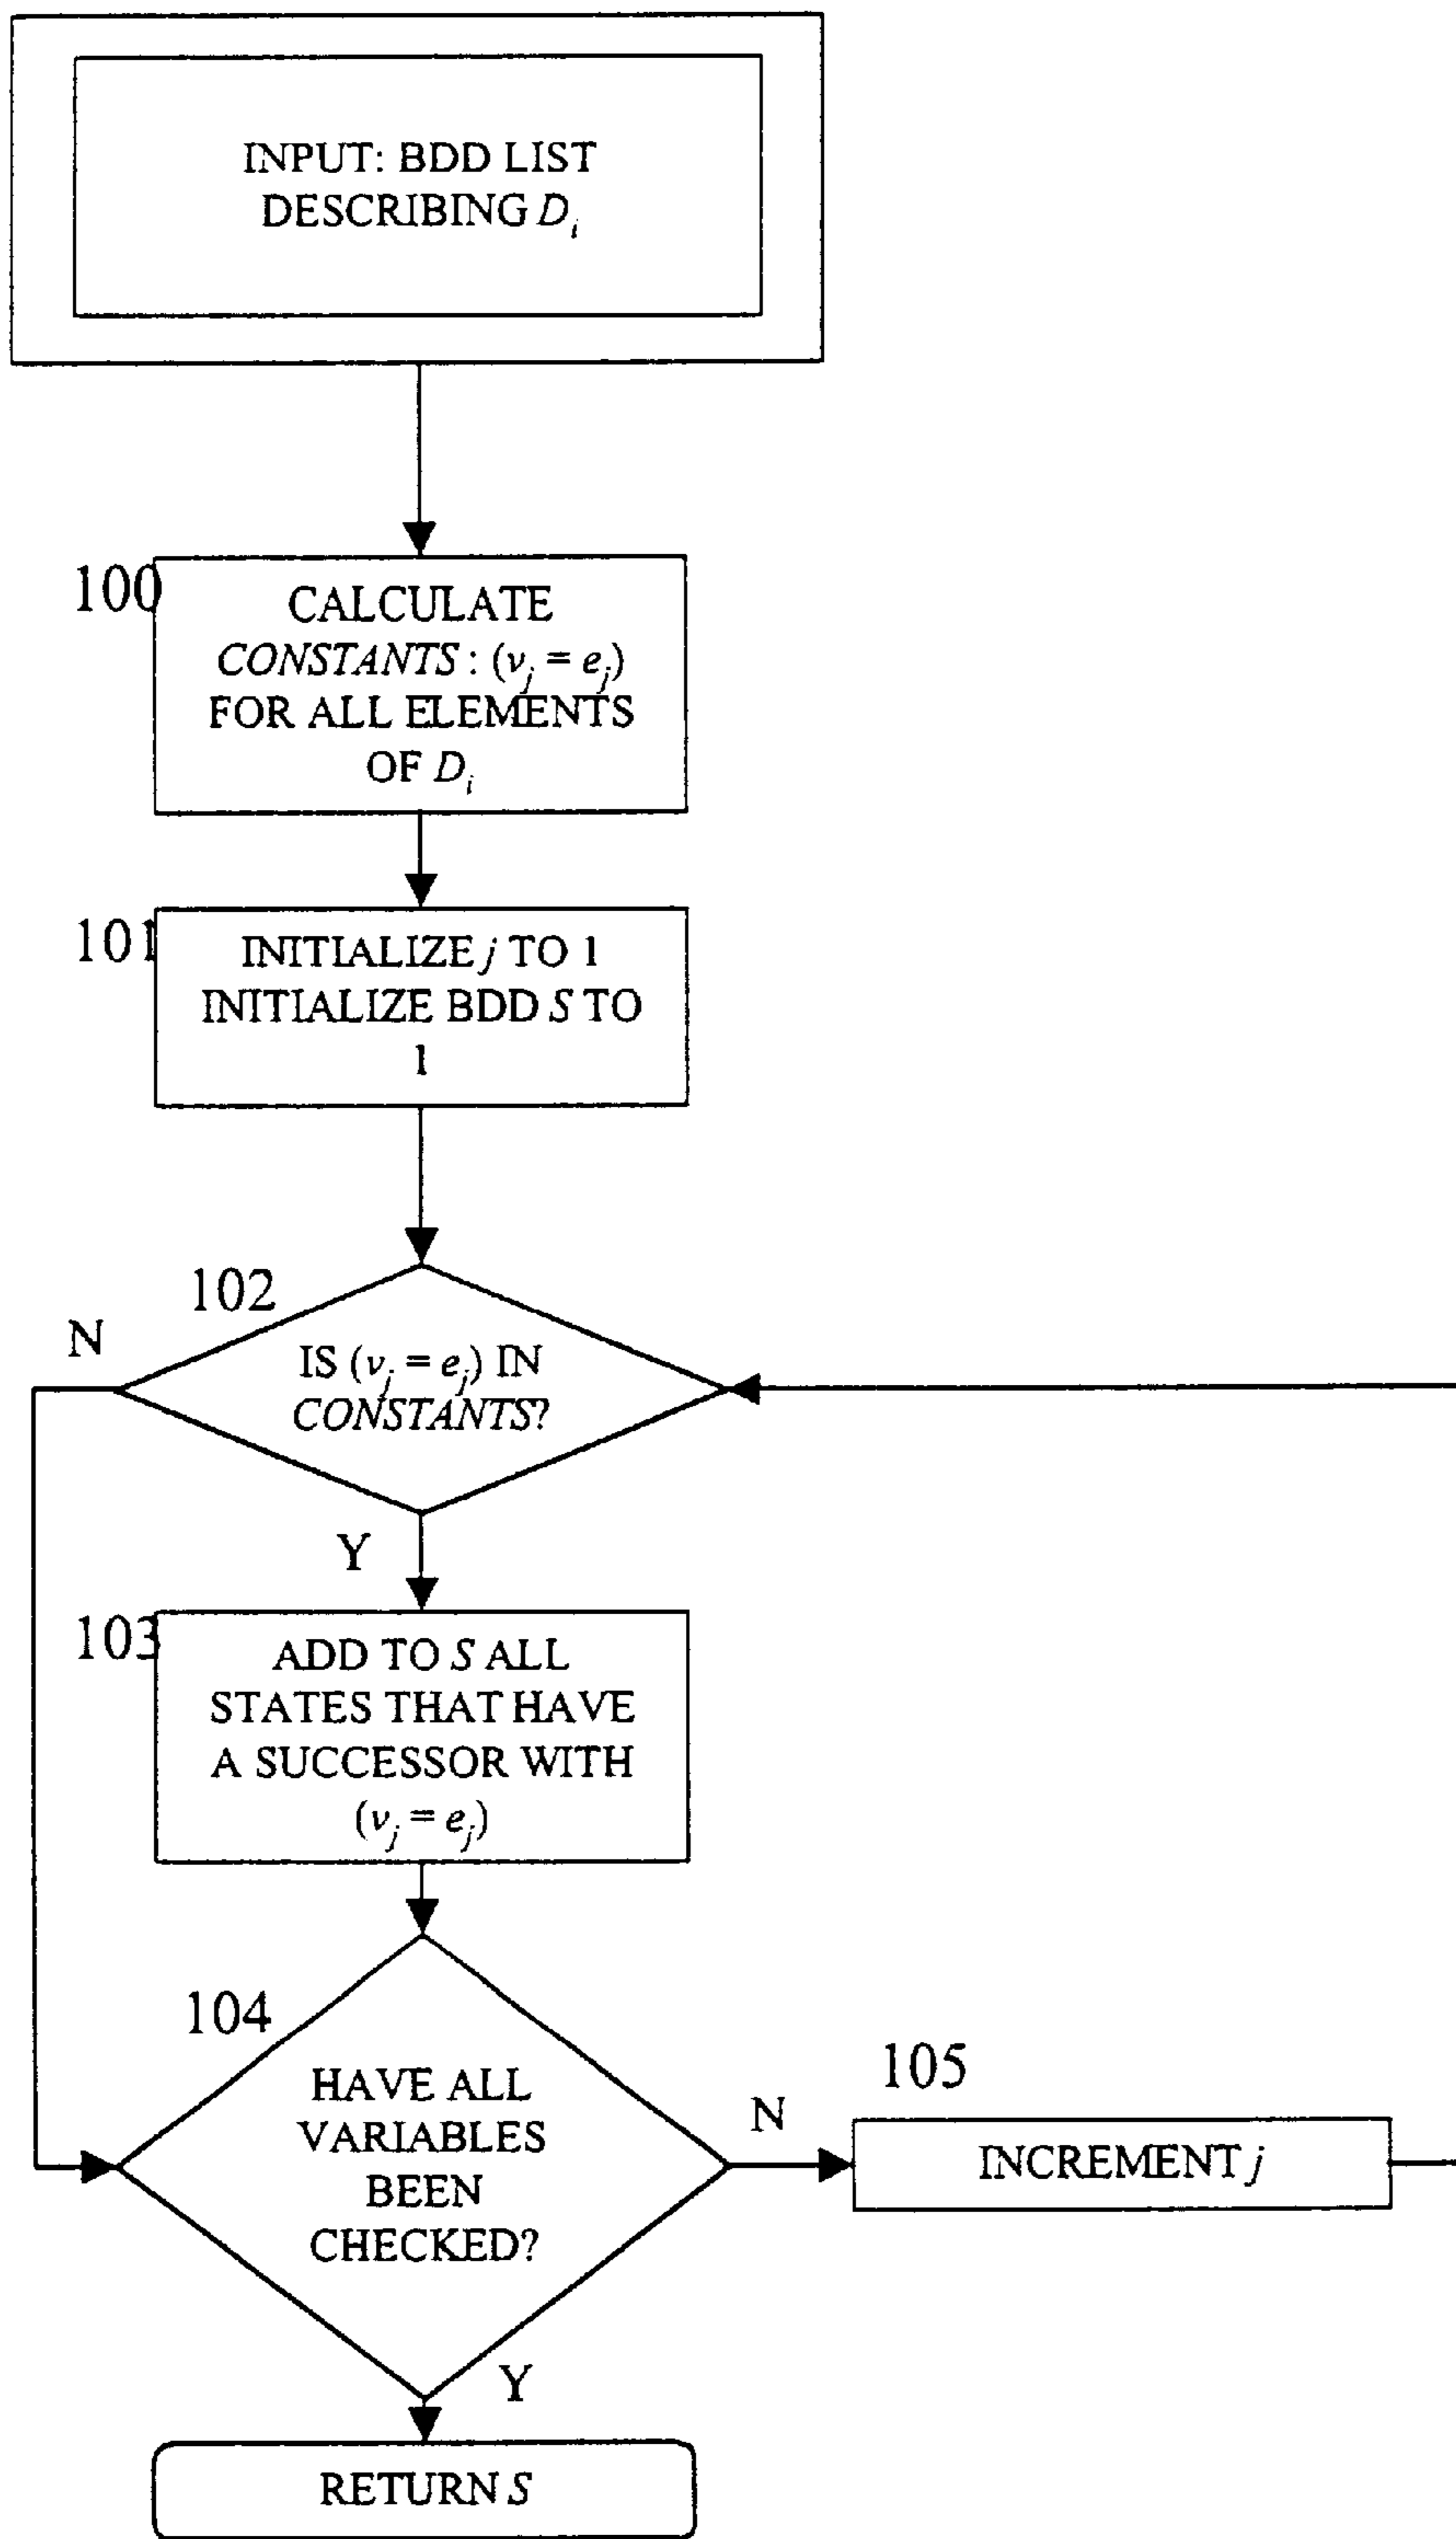 INPUT: BDD LIST
DESCRIBING D_i
100
CALCULATE
CONSTANTS : (v_j = e_j)
FOR ALL ELEMENTS
OF D_i
101
INITIALIZE j TO 1
INITIALIZE BDD S TO
1
102
N
IS (v_j = e_j) IN
CONSTANTS?
Y
103
ADD TO S ALL
STATES THAT HAVE
A SUCCESSOR WITH
(v_j = e_j)
104
HAVE ALL
VARIABLES
BEEN
CHECKED?
N
105
INCREMENT j
Y
RETURN S